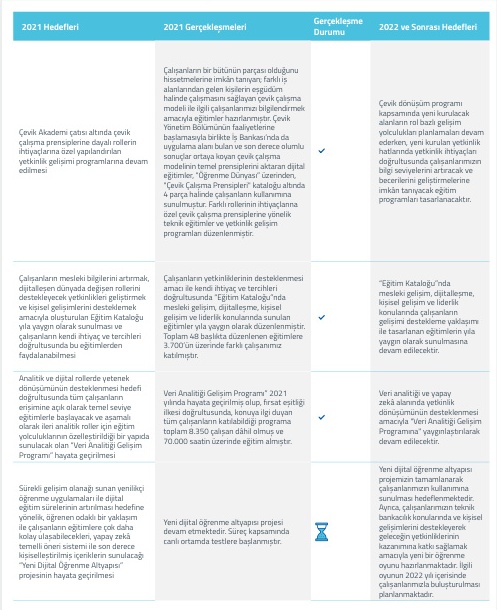 2021 Hedefleri
2021 Gerçekleşmeleri
Gerçekleşme
Durumu
2022 ve Sonrası Hedefleri
Çevik Akademi çatısı altında çevik
çalışma prensiplerine dayalı rollerin
ihtiyaçlarına özel yapılandırılan
yetkinlik gelişimi programlarına devam
edilmesi
Çalışanların bir bütünün parçası olduğunu
hissetmelerine imkân tanıyan; farklı iş
alanlarından gelen kişilerin eşgüdüm
halinde çalışmasını sağlayan çevik çalışma
modeli ile ilgili çalışanlarımızı bilgilendirmek
amacıyla eğitimler hazırlanmıştır. Çevik
Yönetim Bölümünün faaliyetlerine
başlamasıyla birlikte İş Bankası'nda da
uygulama alanı bulan ve son derece olumlu
sonuçlar ortaya koyan çevik çalışma
modelinin temel prensiplerini aktaran dijital
eğitimler, "Öğrenme Dünyası" üzerinden,
"Çevik Çalışma Prensipleri" kataloğu altında
4 parça halinde çalışanların kullanımına
sunulmuştur. Farklı rollerinin ihtiyaçlarına
özel çevik çalışma prensiplerine yönelik
teknik eğitimler ve yetkinlik gelişim
programları düzenlenmiştir.
Çevik dönüşüm programı
kapsamında yeni kurulacak
alanların rol bazlı gelişim
yolculukları planlamaları devam
ederken, yeni kurulan yetkinlik
hatlarında yetkinlik ihtiyaçları
doğrultusunda çalışanlarımızın
bilgi seviyelerini artıracak ve
becerilerini geliştirmelerine
imkân tanıyacak eğitim
programları tasarlanacaktır.
Çalışanların mesleki bilgilerini artırmak,
dijitalleşen dünyada değişen rollerini
destekleyecek yetkinlikleri geliştirmek
ve kişisel gelişimlerini desteklemek
amacıyla oluşturulan Eğitim Kataloğu
yıla yaygın olarak sunulması ve
çalışanların kendi ihtiyaç ve tercihleri
doğrultusunda bu eğitimlerden
faydalanabilmesi
Çalışanların yetkinliklerinin desteklenmesi
amacı ile kendi ihtiyaç ve tercihleri
doğrultusunda "Eğitim Kataloğu"nda
mesleki gelişim, dijitalleşme, kişisel
gelişim ve liderlik konularında sunulan
eğitimler yıla yaygın olarak düzenlenmiştir.
Toplam 48 başlıkta düzenlenen eğitimlere
3.700'ün üzerinde farklı çalışanımız
katılmıştır.
"Eğitim Kataloğu"nda
mesleki gelişim, dijitalleşme,
kişisel gelişim ve liderlik
konularında çalışanların
gelişimi destekleme yaklaşımı
ile tasarlanan eğitimlerin yıla
yaygın olarak sunulmasına
devam edilecektir.
Analitik ve dijital rollerde yetenek
dönüşümünün desteklenmesi hedefi
doğrultusunda tüm çalışanların
erişimine açık olarak temel seviye
eğitimlerle başlayacak ve aşamalı
olarak ileri analitik roller için eğitim
yolculuklarının özelleştirildiği bir yapıda
sunulacak olan "Veri Analitiği Gelişim
Programı" hayata geçirilmesi
Veri Analitiği Gelişim Programı" 2021
yılında hayata geçirilmiş olup, fırsat eşitliği
ilkesi doğrultusunda, konuya ilgi duyan
tüm çalışanların katılabildiği programa
toplam 8.350 çalışan dâhil olmuş ve
70.000 saatin üzerinde eğitim almıştır.
Veri analitiği ve yapay
zekâ alanında yetkinlik
dönüşümünün desteklenmesi
amacıyla "Veri Analitiği Gelişim
Programına" yaygınlaştırılarak
devam edilecektir.
Sürekli gelişim olanağı sunan yenilikçi
öğrenme uygulamaları ile dijital
eğitim sürelerinin artırılması hedefine
yönelik, öğrenen odaklı bir yaklaşım
ile çalışanların eğitimlere çok daha
kolay ulaşabilecekleri, yapay zekâ
temelli öneri sistemi ile son derece
kişiselleştirilmiş içeriklerin sunulacağı
"Yeni Dijital Öğrenme Altyapısı"
projesinin hayata geçirilmesi
Yeni dijital öğrenme altyapısı projesi
devam etmektedir. Süreç kapsamında
canlı ortamda testlere başlanmıştır.
Yeni dijital öğrenme altyapısı
projemizin tamamlanarak
çalışanlarımızın kullanımına
sunulması hedeflenmektedir.
Ayrıca, çalışanlarımızın teknik
bankacılık konularında ve kişisel
gelişimlerini destekleyerek
geleceğin yetkinliklerinin
kazanımına katkı sağlamak
amacıyla yeni bir öğrenme
oyunu hazırlanmaktadır. İlgili
oyunun 2022 yılı içerisinde
çalışanlarımızla buluşturulması
planlanmaktadır.